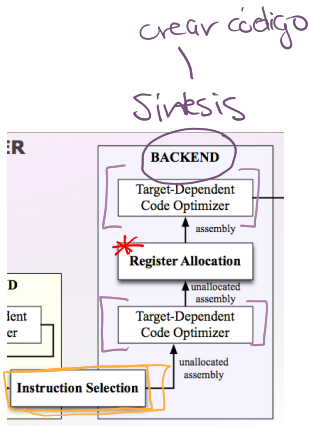 crear código
Síntesis
ER
BACKEND
Target-Dependent
Code Optimizer
assembly
Register Allocation
unallocated
assembly
D
dent
er
Target-Dependent
Code Optimizer
unallocated
assembly
Instruction Selection